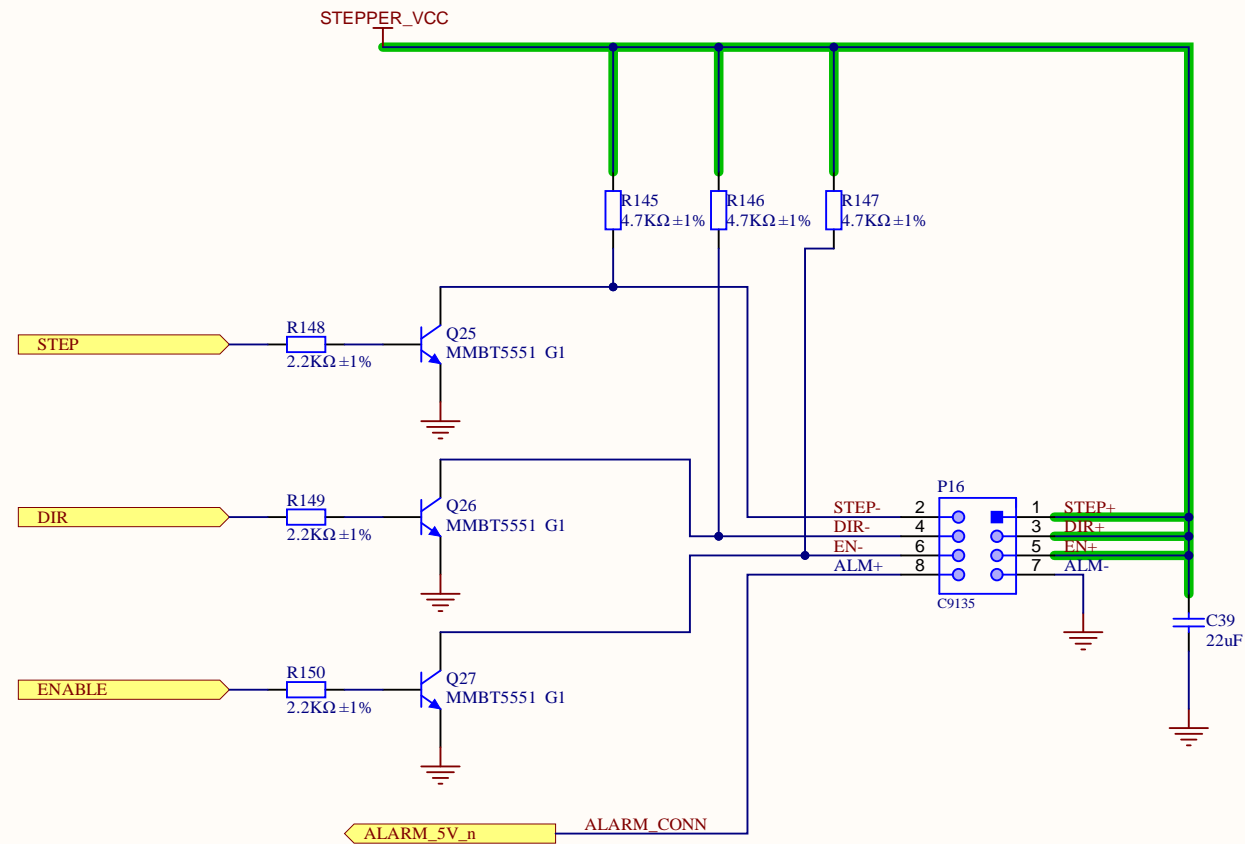 STEPPER_VCC
R145
4.7KΩ±1%
R146
4.7KΩ±1%
R147
4.7KΩ±1%
STEP
R148
2.2KΩ±1%
Q25
MMBT5551 G1
DIR
R149
2.2KΩ±1%
Q26
MMBT5551 G1
P16
STEP- 2 1 STEP+
DIR- 4 3 DIR+
EN- 6 5 EN+
ALM+ 8 7 ALM-
C9135
C39
22uF
ENABLE
R150
2.2KΩ±1%
Q27
MMBT5551 G1
ALARM_5V_n
ALARM_CONN